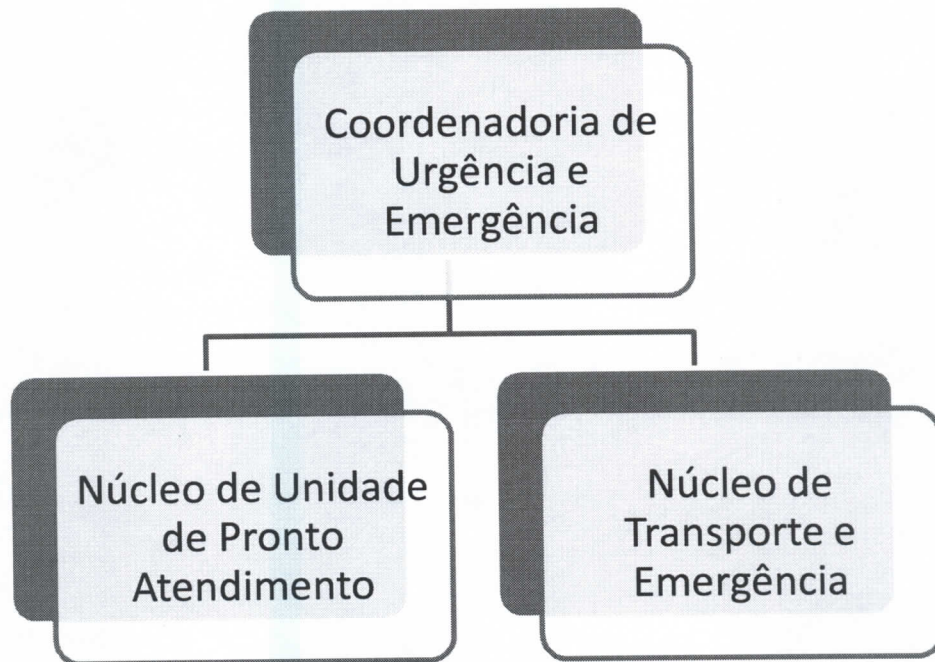 Coordenadoria de
Urgência e
Emergência
Núcleo de Unidade
de Pronto
Atendimento
Núcleo de
Transporte e
Emergência